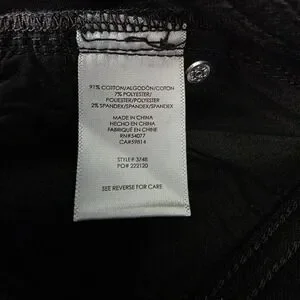 91% COTTON/ALGODÓN/COTON
7% POLYESTER/
POLIÉSTER/POLYESTER
2% SPANDEX/SPANDEX/SPANDEX
MADE IN CHINA
HECHO EN CHINA
FABRIQUÉ EN CHINE
RN#54077
CA#59814
STYLE# 3748
PO# 222120
SEE REVERSE FOR CARE